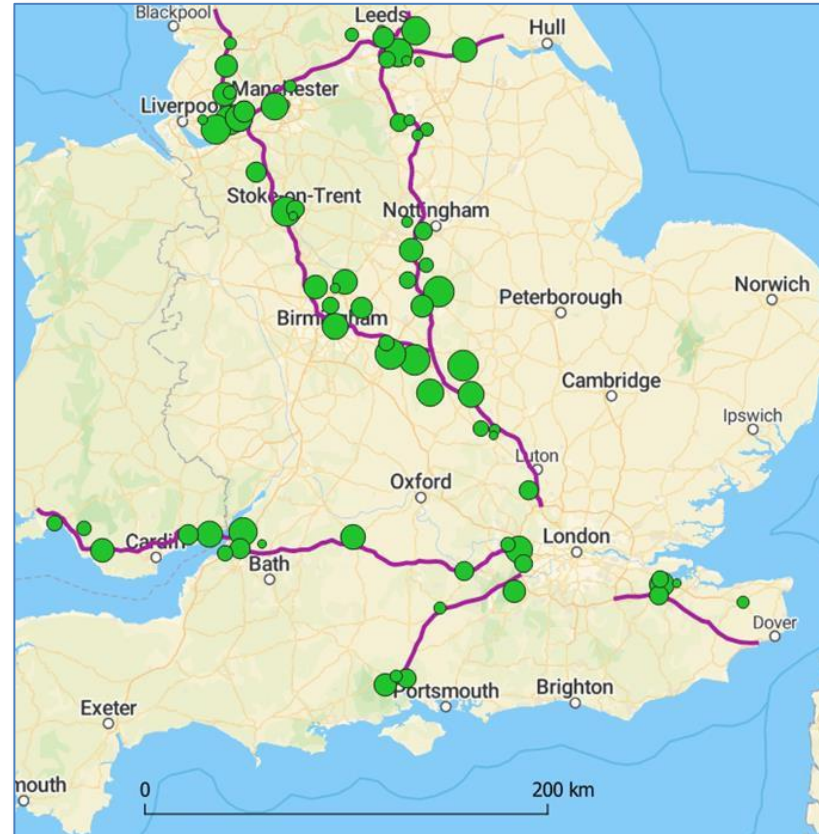 Blackpool
Leeds
Hull
Manchester
Liverpoo
Stoke-on-Trent
Nottingham
Norwich
Peterborough
Birmingham
Cambridge
Ipswich
Luton
Oxford
London
Cardiff
Bath
Dover
Portsmouth
Brighton
Exeter
mouth
0
200 km